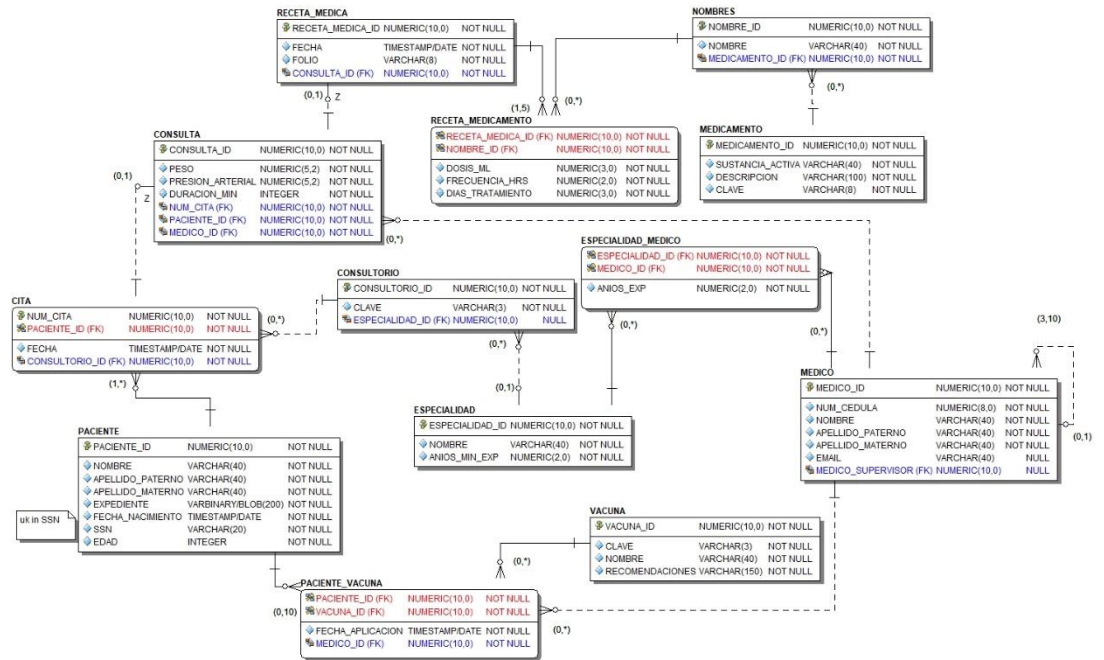 RECETA_MEDICA
RECETA_MEDICA_ID NUMERIC(10,0) NOT NULL
FECHA TIMESTAMP/DATE NOT NULL
FOLIO VARCHAR(8) NOT NULL
CONSULTA_ID (FK) NUMERIC(10,0) NOT NULL
(0,1) Z
(1,5)
NOMBRES
NOMBRE_ID NUMERIC(10,0) NOT NULL
NOMBRE VARCHAR(40) NOT NULL
MEDICAMENTO_ID (FK) NUMERIC(10,0) NOT NULL
(0,*)
(0,*)
RECETA_MEDICAMENTO
RECETA_MEDICA_ID (FK) NUMERIC(10,0) NOT NULL
NOMBRE_ID (FK) NUMERIC(10,0) NOT NULL
DOSIS_ML NUMERIC(3,0) NOT NULL
FRECUENCIA_HRS NUMERIC(2,0) NOT NULL
DIAS_TRATAMIENTO NUMERIC(3,0) NOT NULL
MEDICAMENTO
MEDICAMENTO_ID NUMERIC(10,0) NOT NULL
SUSTANCIA_ACTIVA VARCHAR(40) NOT NULL
DESCRIPCION VARCHAR(100) NOT NULL
CLAVE VARCHAR(8) NOT NULL
CONSULTA
CONSULTA_ID NUMERIC(10,0) NOT NULL
PESO NUMERIC(5,2) NOT NULL
PRESION_ARTERIAL NUMERIC(5,2) NOT NULL
DURACION_MIN INTEGER NOT NULL
NUM_CITA (FK) NUMERIC(10,0) NOT NULL
PACIENTE_ID (FK) NUMERIC(10,0) NOT NULL
MEDICO_ID (FK) NUMERIC(10,0) NOT NULL
(0,1)
Z
(0,*)
ESPECIALIDAD_MEDICO
ESPECIALIDAD_ID (FK) NUMERIC(10,0) NOT NULL
MEDICO_ID (FK) NUMERIC(10,0) NOT NULL
ANIOS_EXP NUMERIC(2,0) NOT NULL
(0,*)
(0,*)
CONSULTORIO
CONSULTORIO_ID NUMERIC(10,0) NOT NULL
CLAVE VARCHAR(3) NOT NULL
ESPECIALIDAD_ID (FK) NUMERIC(10,0) NULL
(0,*)
(0,1)
CITA
NUM_CITA NUMERIC(10,0) NOT NULL
PACIENTE_ID (FK) NUMERIC(10,0) NOT NULL
FECHA TIMESTAMP/DATE NOT NULL
CONSULTORIO_ID (FK) NUMERIC(10,0) NOT NULL
(0,*)
(1,*)
(3,10)
(0,1)
MEDICO
MEDICO_ID NUMERIC(10,0) NOT NULL
NUM_CEDULA NUMERIC(8,0) NOT NULL
NOMBRE VARCHAR(40) NOT NULL
APELLIDO_PATERNO VARCHAR(40) NOT NULL
APELLIDO_MATERNO VARCHAR(40) NOT NULL
EMAIL VARCHAR(40) NULL
MEDICO_SUPERVISOR (FK) NUMERIC(10,0) NULL
ESPECIALIDAD
ESPECIALIDAD_ID NUMERIC(10,0) NOT NULL
NOMBRE VARCHAR(40) NOT NULL
ANIOS_MIN_EXP NUMERIC(2,0) NOT NULL
PACIENTE
PACIENTE_ID NUMERIC(10,0) NOT NULL
NOMBRE VARCHAR(40) NOT NULL
APELLIDO_PATERNO VARCHAR(40) NOT NULL
APELLIDO_MATERNO VARCHAR(40) NOT NULL
EXPEDIENTE VARBINARY/BLOB(200) NOT NULL
FECHA_NACIMIENTO TIMESTAMP/DATE NOT NULL
SSN VARCHAR(20) NOT NULL
EDAD INTEGER NOT NULL
uk in SSN
VACUNA
VACUNA_ID NUMERIC(10,0) NOT NULL
CLAVE VARCHAR(3) NOT NULL
NOMBRE VARCHAR(40) NOT NULL
RECOMENDACIONES VARCHAR(150) NOT NULL
(0,*)
PACIENTE_VACUNA
PACIENTE_ID (FK) NUMERIC(10,0) NOT NULL
VACUNA_ID (FK) NUMERIC(10,0) NOT NULL
FECHA_APLICACION TIMESTAMP/DATE NOT NULL
MEDICO_ID (FK) NUMERIC(10,0) NOT NULL
(0,10)
(0,*)